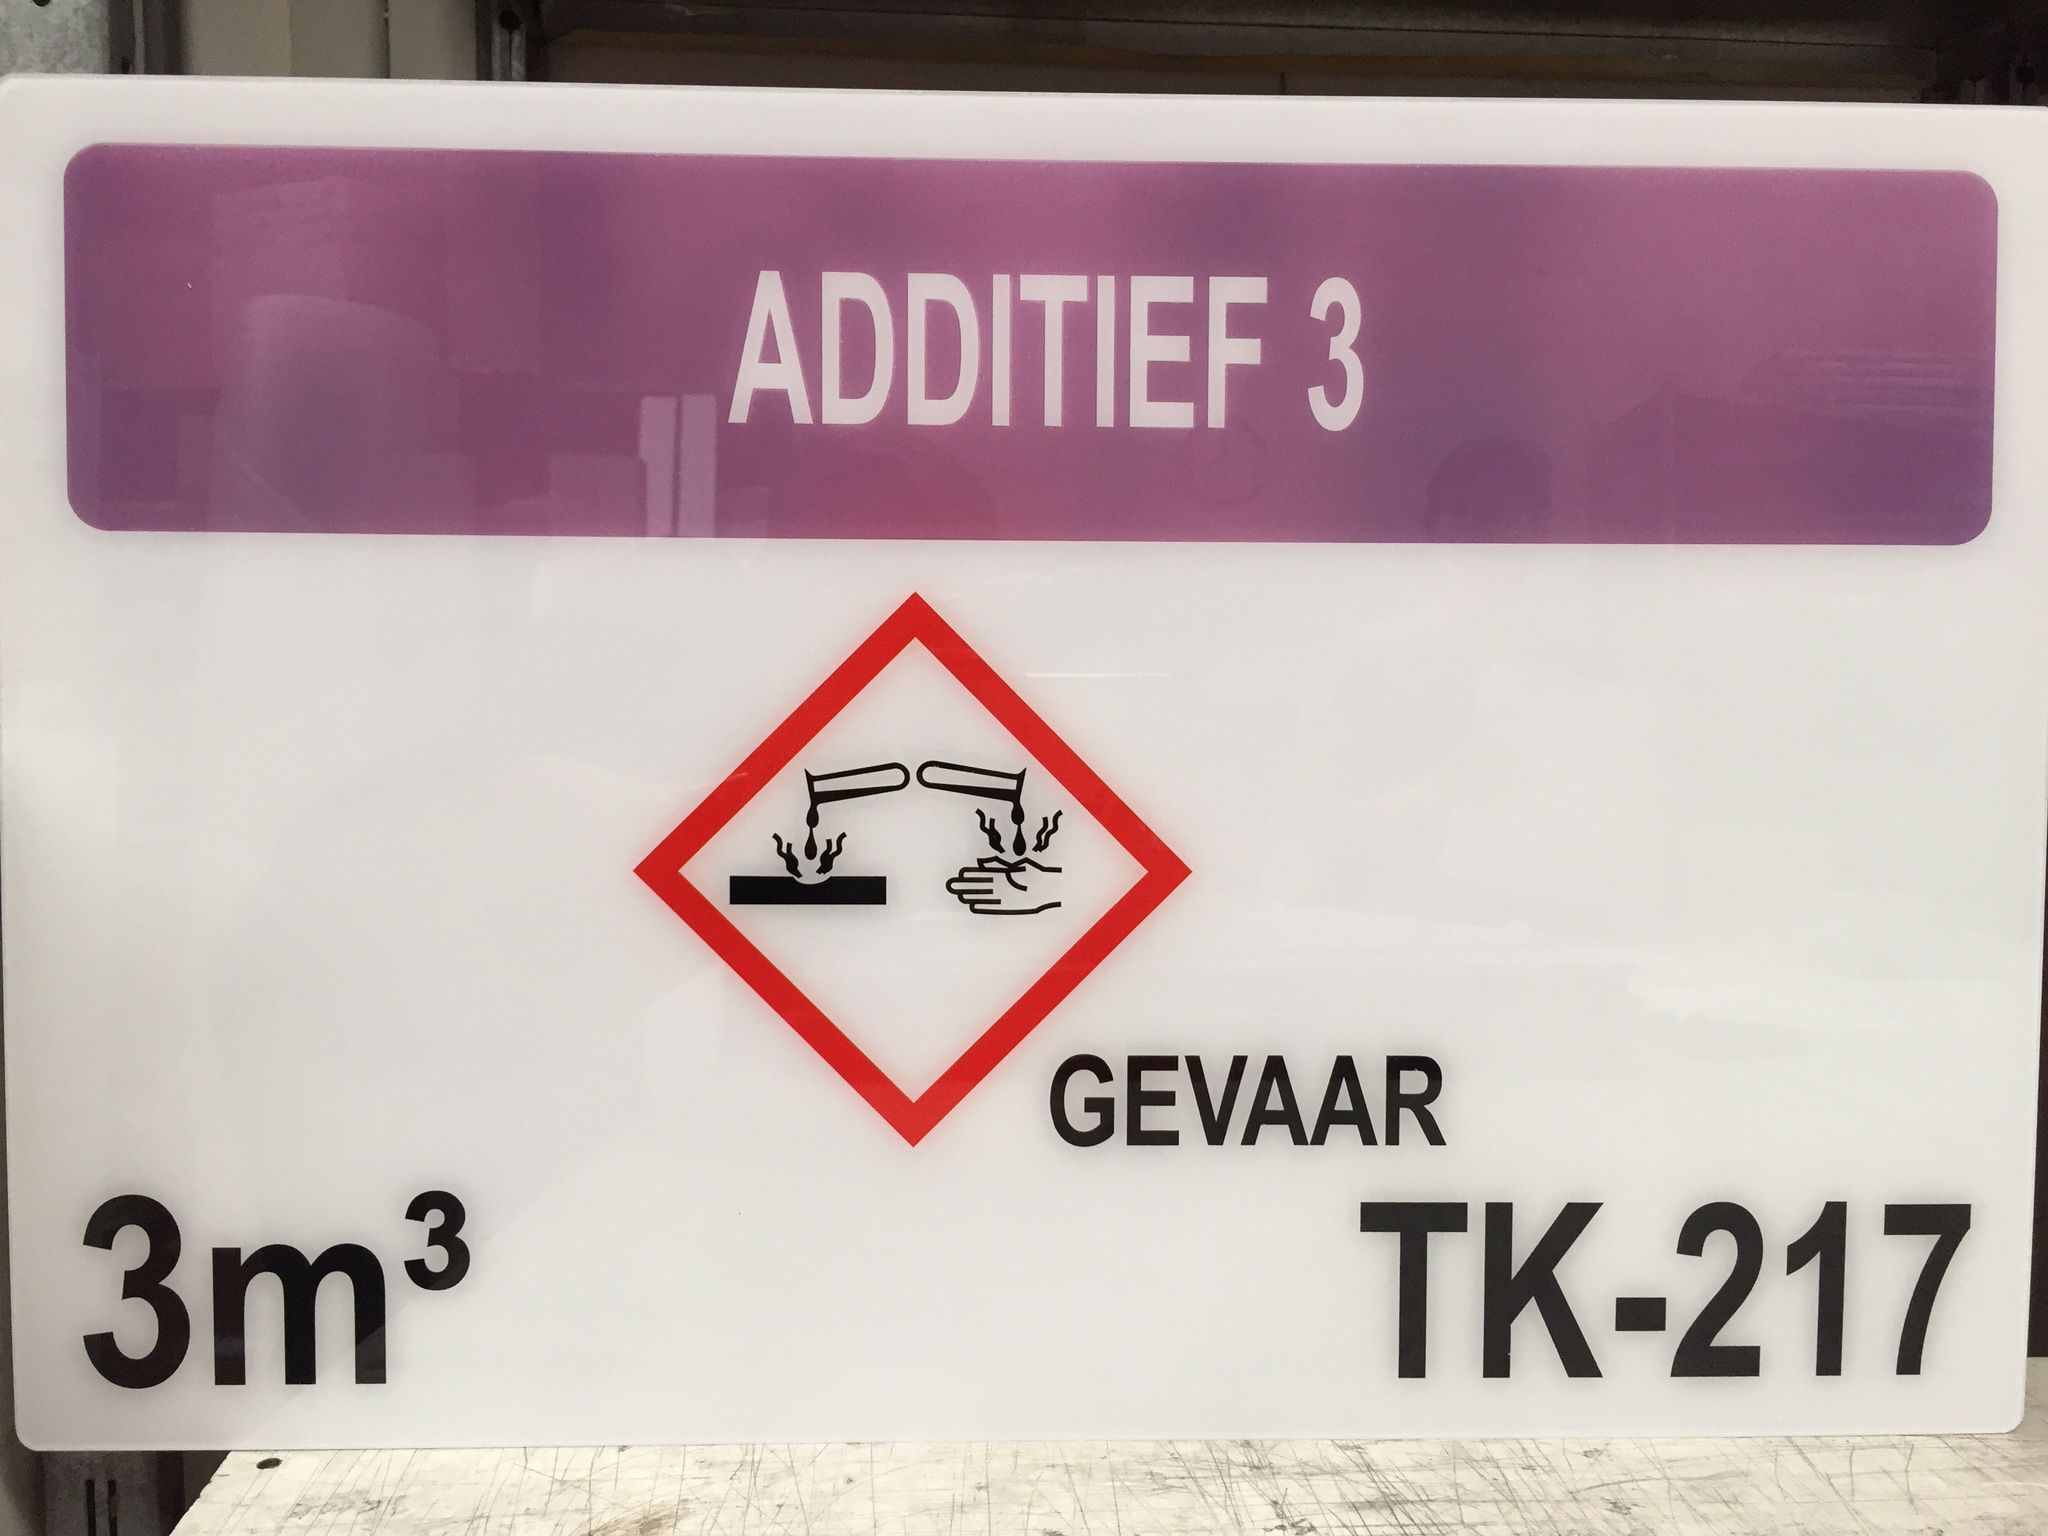 ADDITIEF 3
GEVAAR
3m³
TK-217